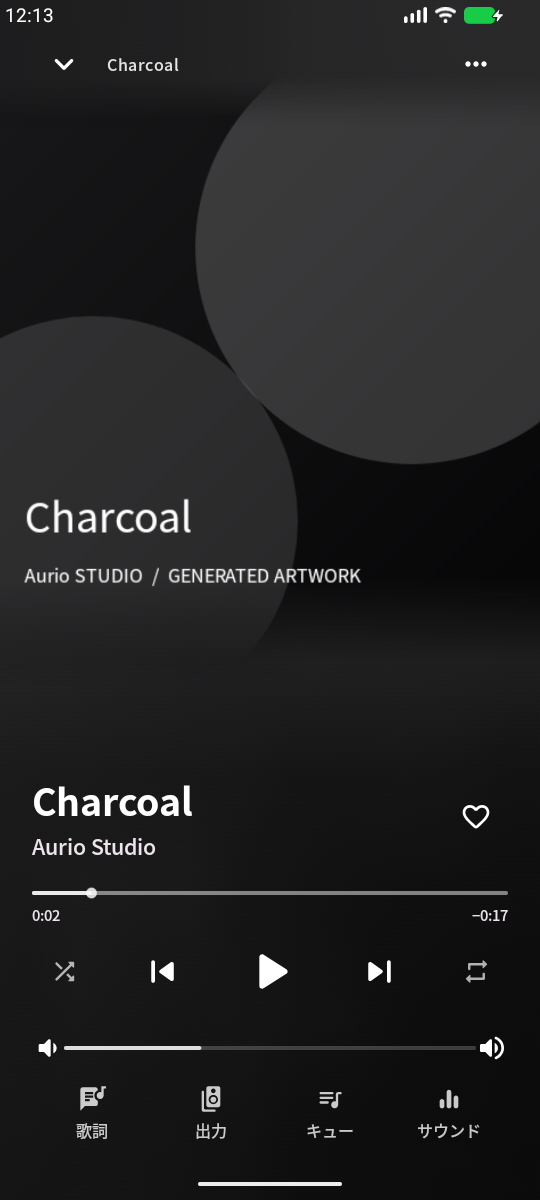 12:13
Charcoal
Charcoal
Aurio STUDIO / GENERATED ARTWORK
Charcoal
Aurio Studio
0:02
−0:17
歌詞
出力
キュー
サウンド